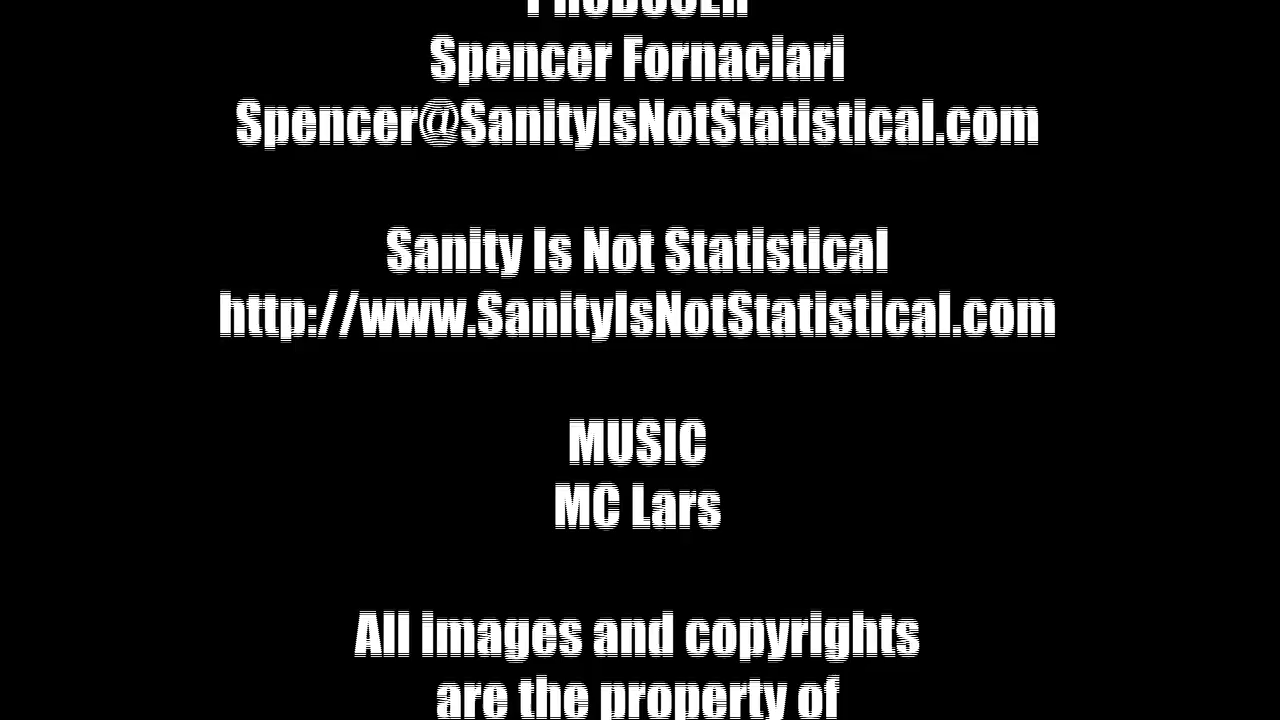 PRODUCER
Spencer Fornaciari
Spencer@SanityIsNotStatistical.com
Sanity Is Not Statistical
http://www.SanityIsNotStatistical.com
MUSIC
MC Lars
All images and copyrights
are the property of